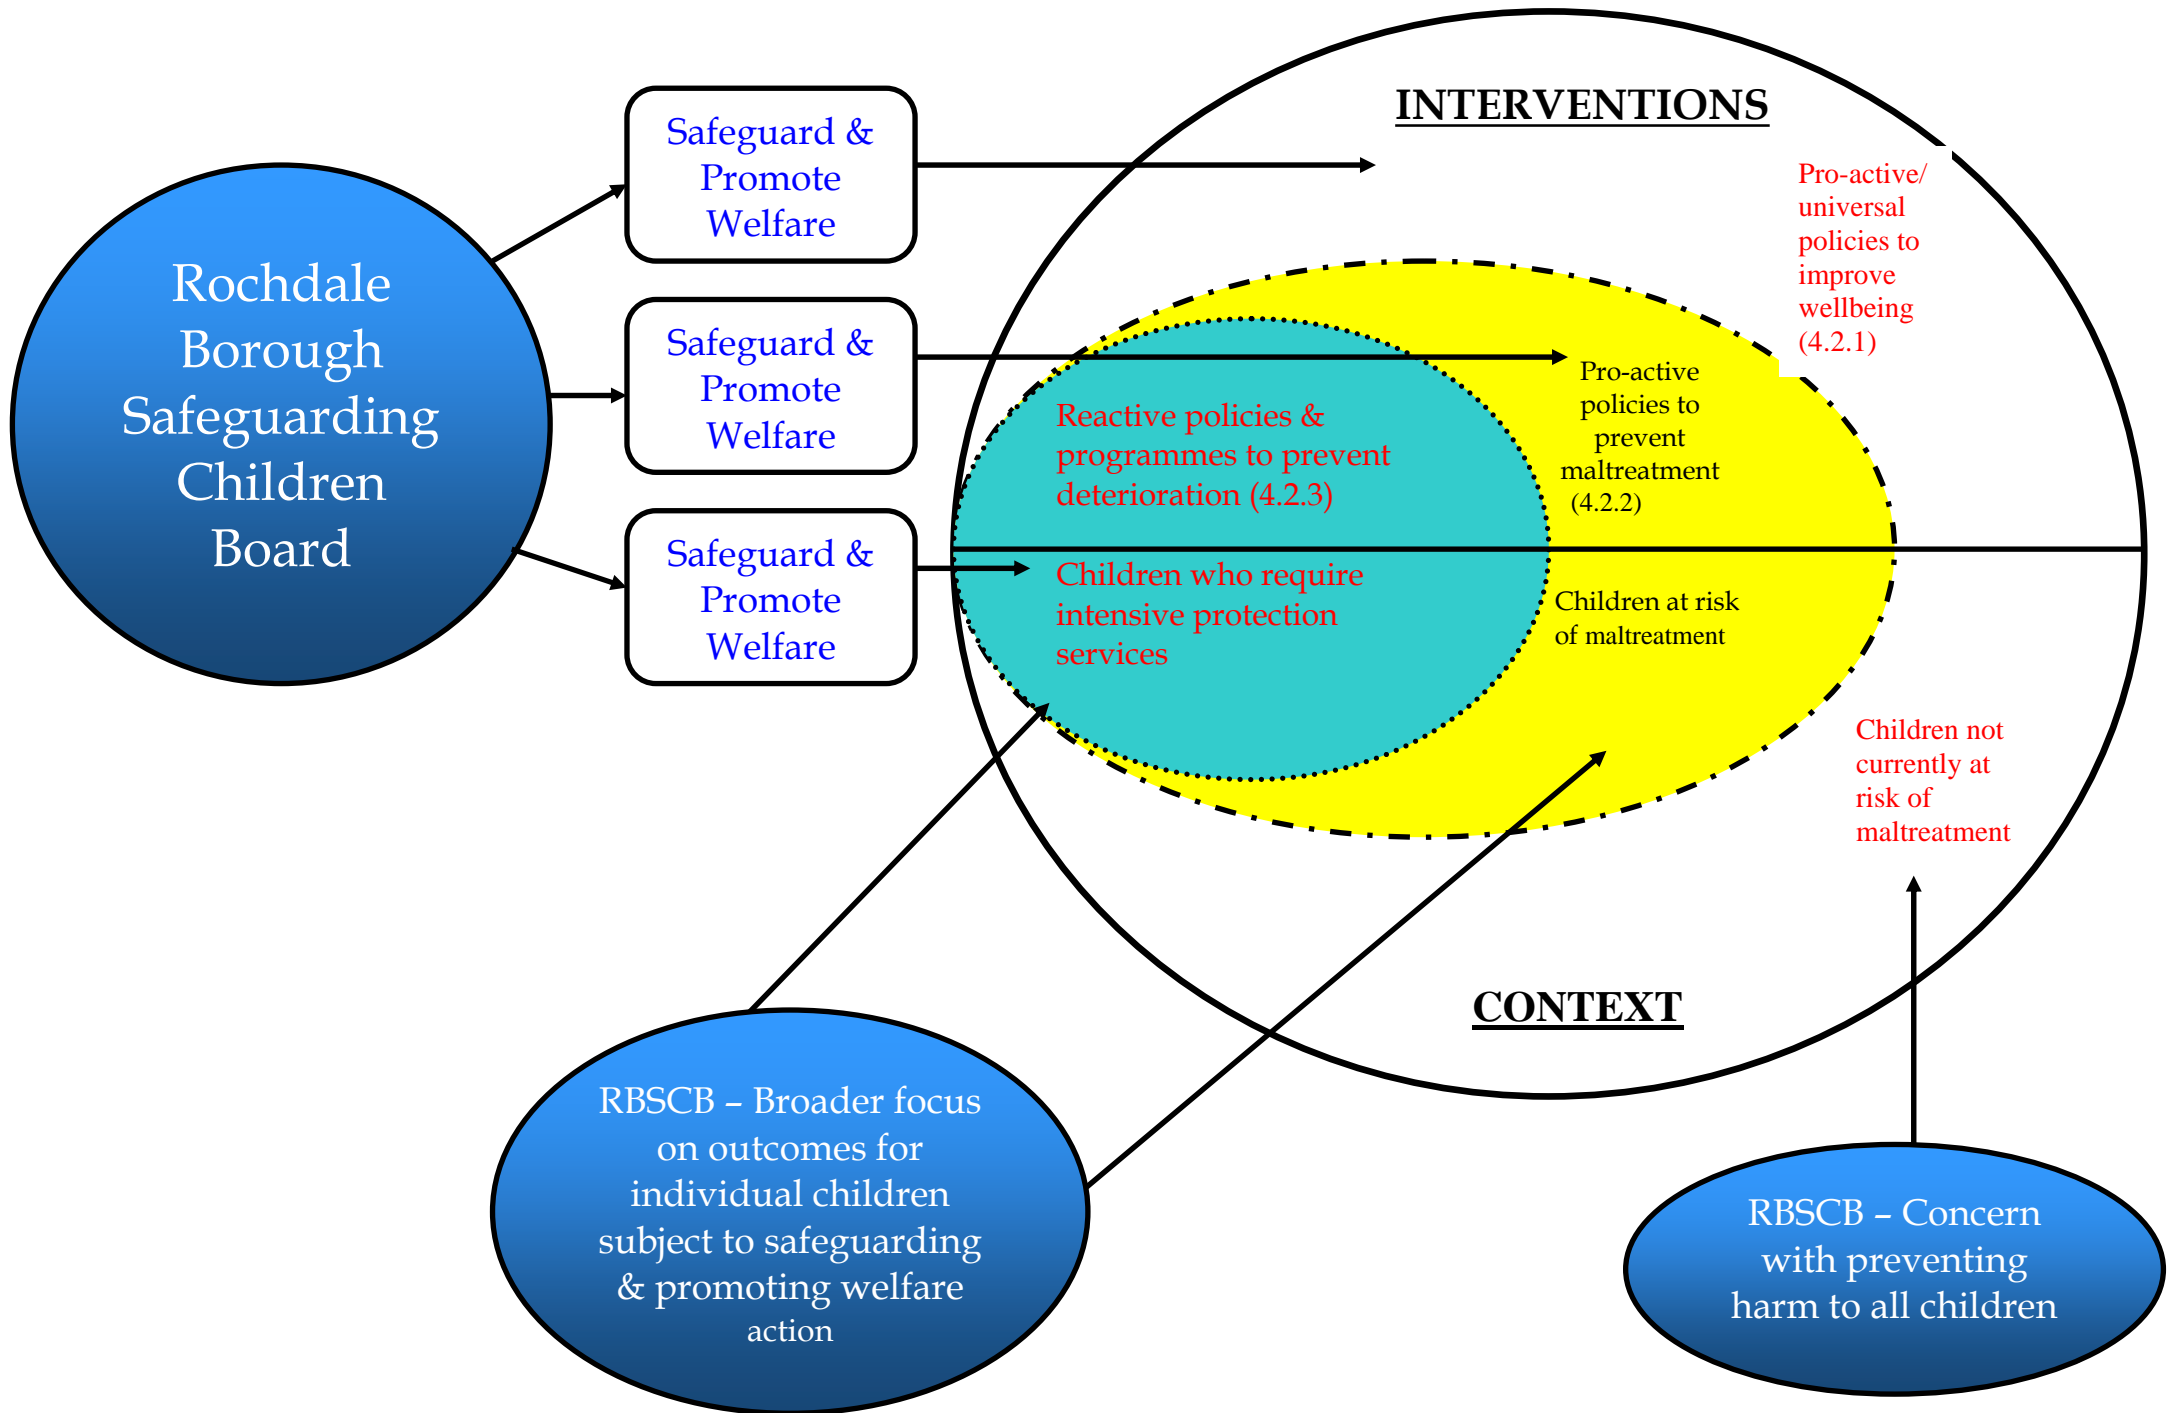 Rochdale
Borough
Safeguarding
Children
Board
Safeguard &
Promote
Welfare
Safeguard &
Promote
Welfare
Safeguard &
Promote
Welfare
INTERVENTIONS
Pro-active/
universal
policies to
improve
wellbeing
(4.2.1)
Pro-active
policies to
prevent
maltreatment
(4.2.2)
Reactive policies &
programmes to prevent
deterioration (4.2.3)
Children who require
intensive protection
services
Children at risk
of maltreatment
Children not
currently at
risk of
maltreatment
CONTEXT
RBSCB – Broader focus
on outcomes for
individual children
subject to safeguarding
& promoting welfare
action
RBSCB – Concern
with preventing
harm to all children